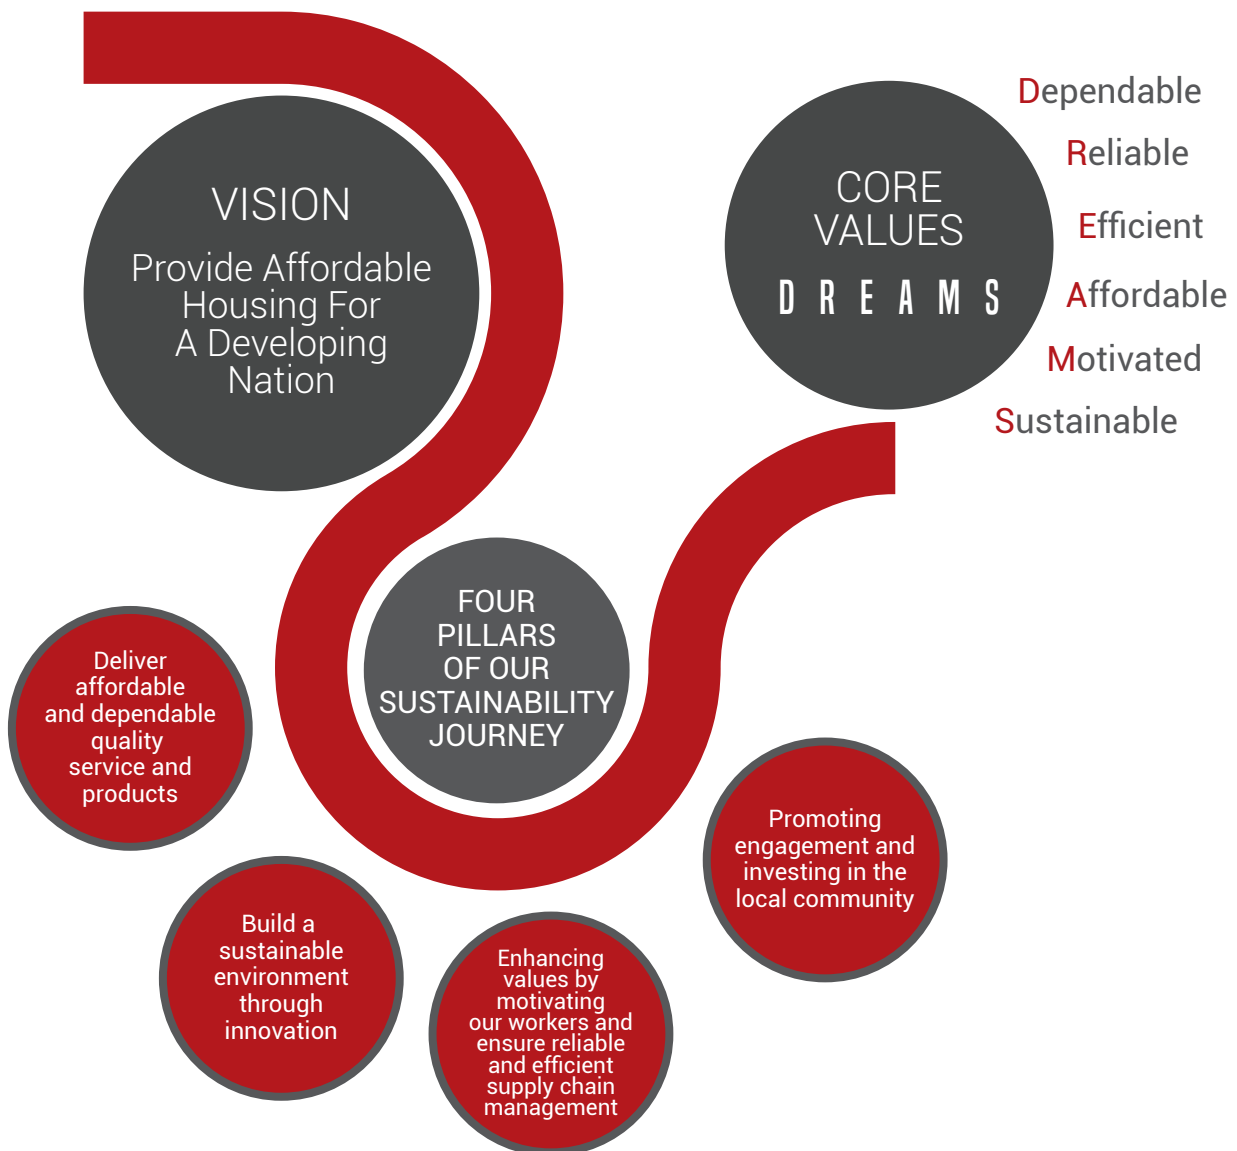 VISION
Provide Affordable
Housing For
A Developing
Nation
CORE
VALUES
DREAMS
Dependable
Reliable
Efficient
Affordable
Motivated
Sustainable
FOUR
PILLARS
OF OUR
SUSTAINABILITY
JOURNEY
Deliver
affordable
and dependable
quality
service and
products
Build a
sustainable
environment
through
innovation
Enhancing
values by
motivating
our workers and
ensure reliable
and efficient
supply chain
management
Promoting
engagement and
investing in the
local community